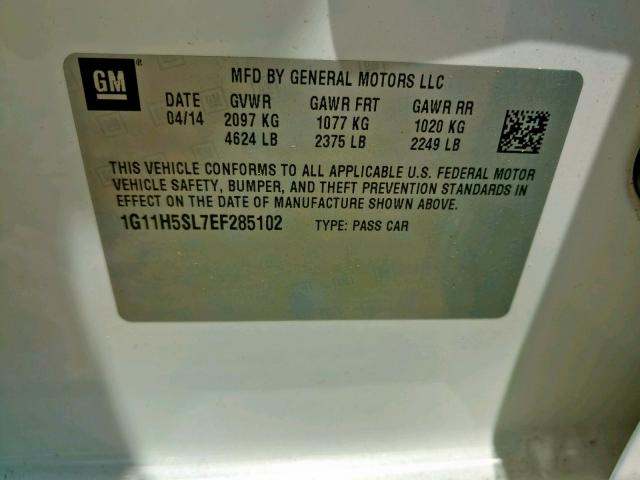 GM®
MFD BY GENERAL MOTORS LLC
DATE GVWR GAWR FRT GAWR RR
04/14 2097 KG 1077 KG 1020 KG
4624 LB 2375 LB 2249 LB
THIS VEHICLE CONFORMS TO ALL APPLICABLE U.S. FEDERAL MOTOR
VEHICLE SAFETY, BUMPER, AND THEFT PREVENTION STANDARDS IN
EFFECT ON THE DATE OF MANUFACTURE SHOWN ABOVE.
1G11H5SL7EF285102 TYPE: PASS CAR